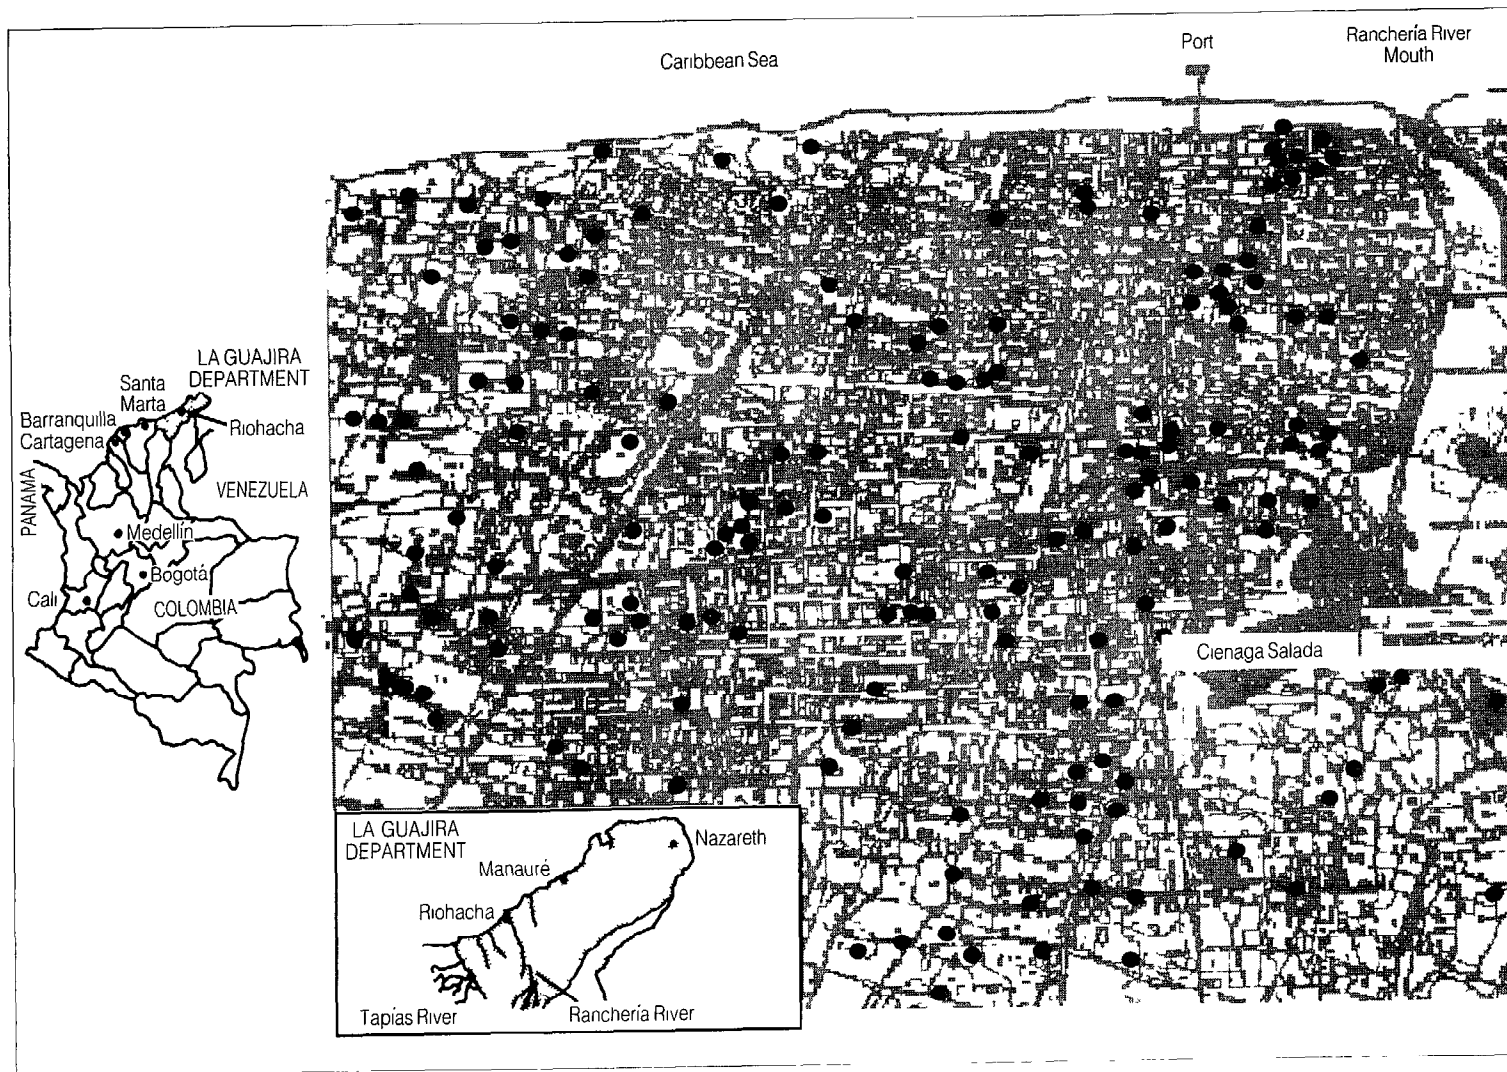 Caribbean Sea
Port
Ranchería River
Mouth
LA GUAJIRA
DEPARTMENT
Santa
Marta
Barranquilla
Cartagena
Riohacha
PANAMA
VENEZUELA
Medellín
Bogotá
Cali
COLOMBIA
Cienaga Salada
LA GUAJIRA
DEPARTMENT
Nazareth
Manauré
Riohacha
Tapías River
Ranchería River